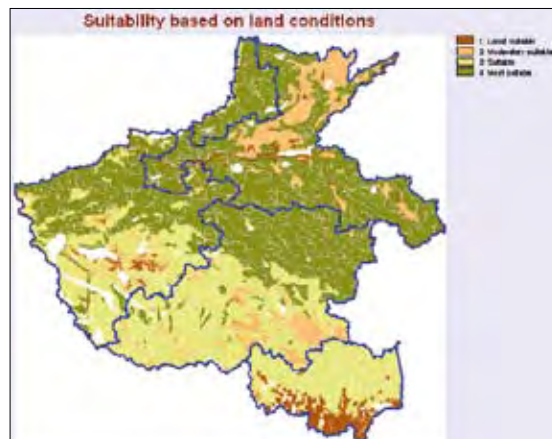 Suitability based on land conditions
1 Least suitable
2 Moderately suitable
3 Suitable
4 Most suitable